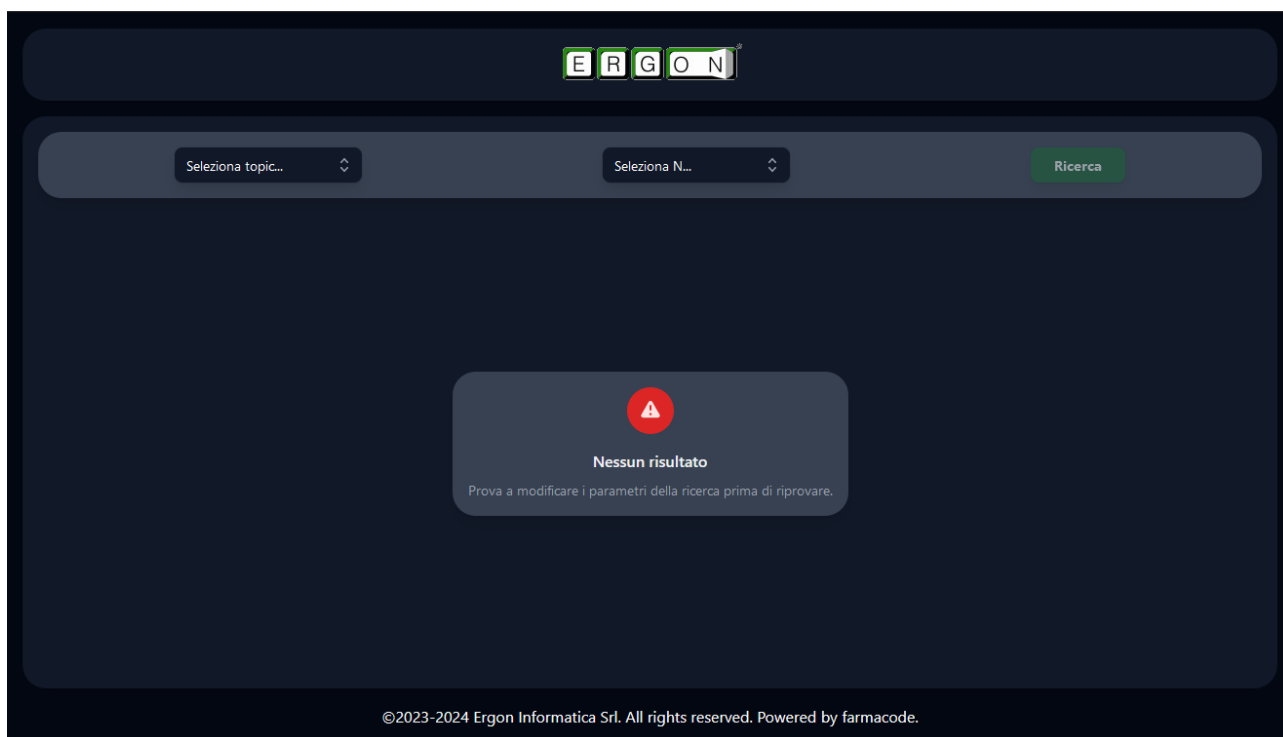 ERGON
Seleziona topic...
Seleziona N...
Ricerca
Nessun risultato
Prova a modificare i parametri della ricerca prima di riprovare.
©2023-2024 Ergon Informatica Srl. All rights reserved. Powered by farmacode.